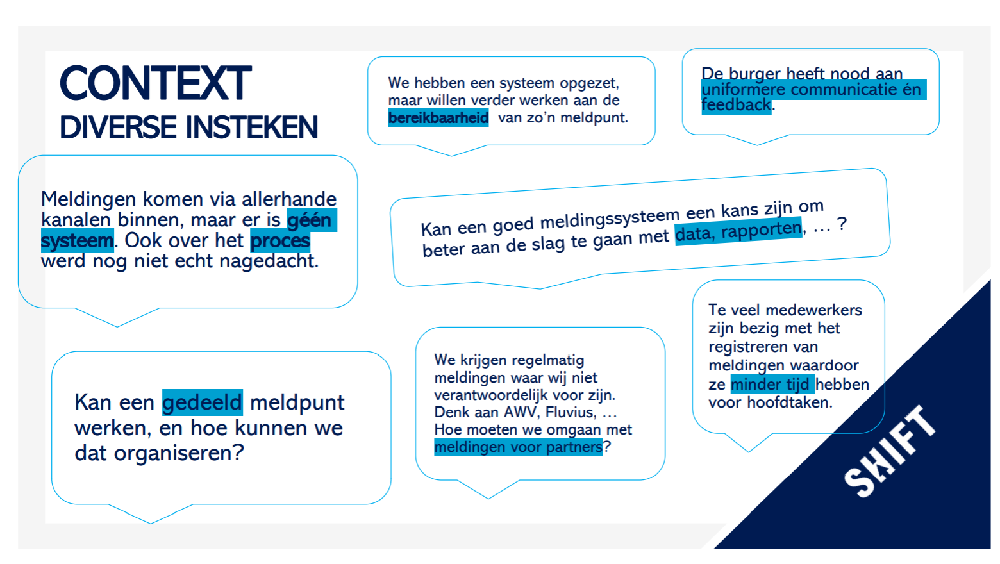 CONTEXT
DIVERSE INSTEKEN
We hebben een systeem opgezet,
maar willen verder werken aan de
bereikbaarheid van zo’n meldpunt.
De burger heeft nood aan
uniformere communicatie én
feedback.
Meldingen komen via allerhande
kanalen binnen, maar er is géén
systeem. Ook over het proces
werd nog niet echt nagedacht.
Kan een goed meldingssysteem een kans zijn om
beter aan de slag te gaan met data, rapporten, … ?
Te veel medewerkers
zijn bezig met het
registreren van
meldingen waardoor
ze minder tijd hebben
voor hoofdtaken.
Kan een gedeeld meldpunt
werken, en hoe kunnen we
dat organiseren?
We krijgen regelmatig
meldingen waar wij niet
verantwoordelijk voor zijn.
Denk aan AWV, Fluvius, …
Hoe moeten we omgaan met
meldingen voor partners?
SWIFT